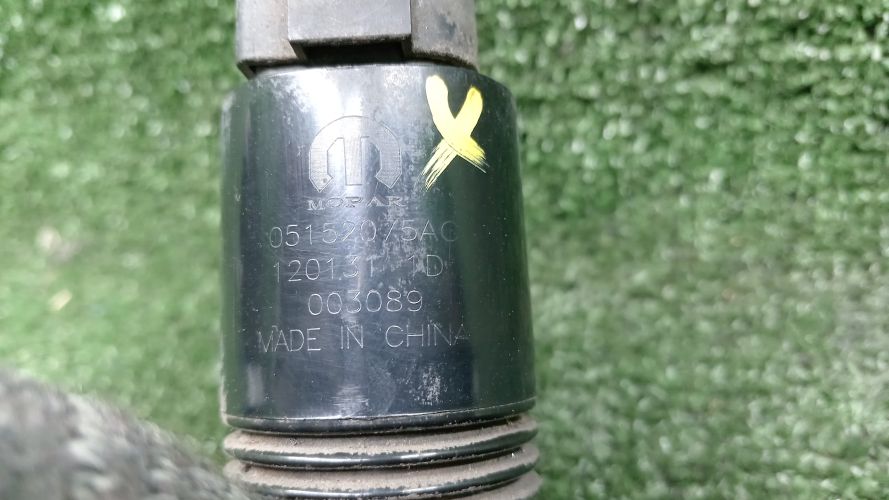 MOPAR
05152075AC
120131 1D
003089
MADE IN CHINA